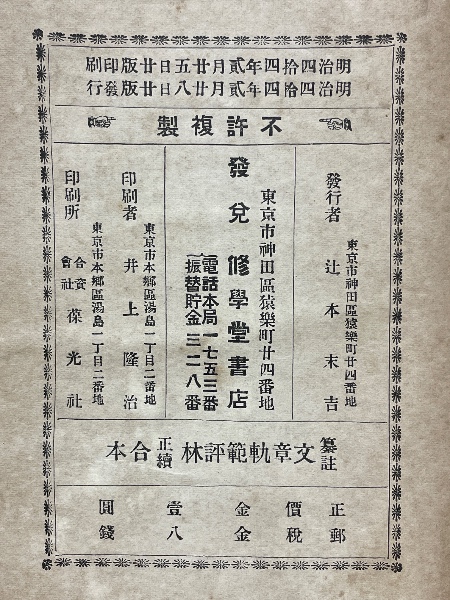 明治四拾四年貳月廿五日廿版印刷
明治四拾四年貳月廿八日廿版發行
不許複製
發行者
東京市神田區猿樂町廿四番地
辻本末吉
東京市神田區猿樂町廿四番地
發兌 修學堂書店
電話本局一七五三番
振替貯金三二八番
東京市本鄉區湯島一丁目二番地
印刷者 井上隆治
東京市本鄉區湯島一丁目二番地
印刷所 合資會社 葆光社
纂註 文章軌範評林 正續 合本
正價金壹圓
郵稅金八錢